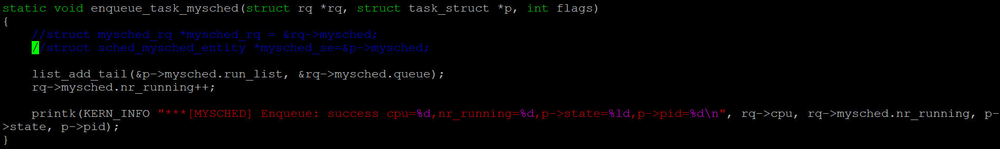 static void enqueue_task_mysched(struct rq *rq, struct task_struct *p, int flags)
{
    //struct mysched_rq *mysched_rq = &rq->mysched;
    //struct sched_mysched_entity *mysched_se=&p->mysched;

    list_add_tail(&p->mysched.run_list, &rq->mysched.queue);
    rq->mysched.nr_running++;

    printk(KERN_INFO "***[MYSCHED] Enqueue: success cpu=%d,nr_running=%d,p->state=%ld,p->pid=%d\n", rq->cpu, rq->mysched.nr_running, p-
>state, p->pid);
}